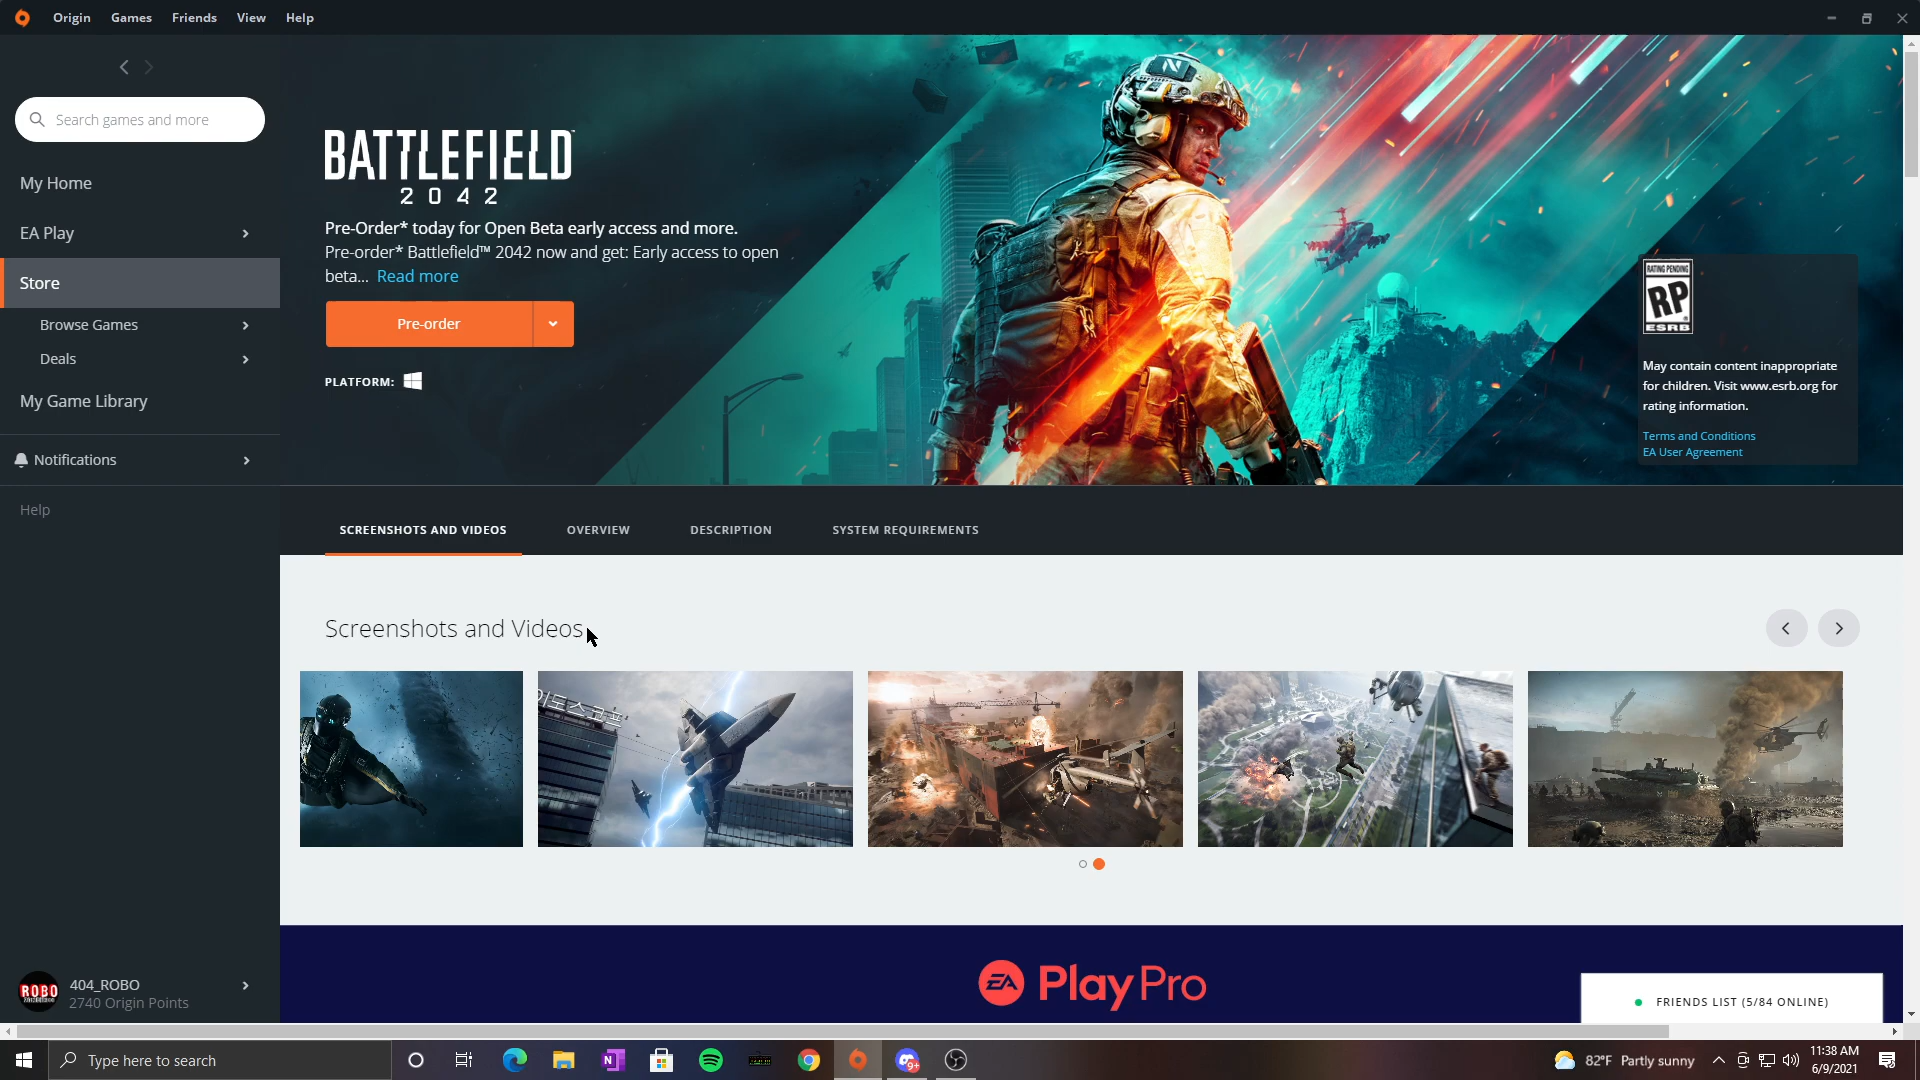 Origin Games Friends View Help
Search games and more
My Home
EA Play
Store
Browse Games
Deals
My Game Library
Notifications
Help
404_ROBO
2740 Origin Points
ROBO
BATTLEFIELD™
2042
Pre-Order* today for Open Beta early access and more.
Pre-order* Battlefield™ 2042 now and get: Early access to open
beta... Read more
Pre-order
PLATFORM:
RATING PENDING
RP
ESRB
May contain content inappropriate
for children. Visit www.esrb.org for
rating information.
Terms and Conditions
EA User Agreement
SCREENSHOTS AND VIDEOS OVERVIEW DESCRIPTION SYSTEM REQUIREMENTS
Screenshots and Videos
EA Play Pro
FRIENDS LIST (5/84 ONLINE)
Type here to search
9+
82°F Partly sunny
11:38 AM
6/9/2021